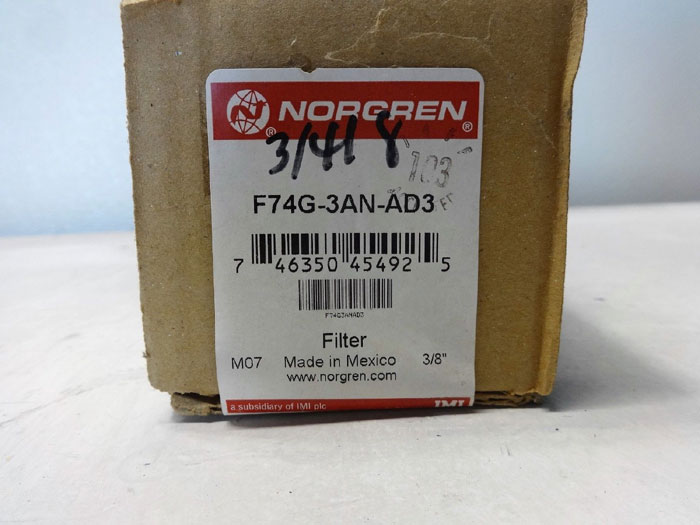 NORGREN®
3/41 8
103
F74G-3AN-AD3
7 46350 45492 5
F74G3ANAD3
Filter
M07 Made in Mexico 3/8"
www.norgren.com
a subsidiary of IMI plc IMI